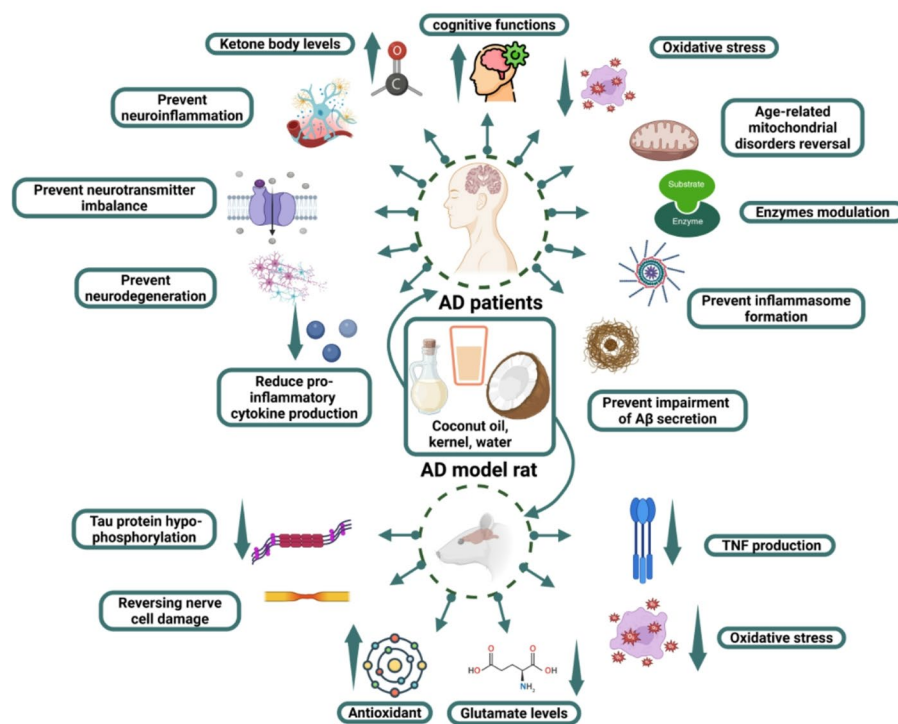 cognitive functions
Ketone body levels
O
C
Oxidative stress
Prevent
neuroinflammation
Age-related
mitochondrial
disorders reversal
Prevent neurotransmitter
imbalance
Substrate
Enzyme
Enzymes modulation
Prevent
neurodegeneration
Prevent inflammasome
formation
AD patients
Reduce pro-
inflammatory
cytokine production
Coconut oil,
kernel, water
Prevent impairment
of Aβ secretion
AD model rat
Tau protein hypo-
phosphorylation
TNF production
Reversing nerve
cell damage
Oxidative stress
O O
HO OH
NH₂
Antioxidant
Glutamate levels